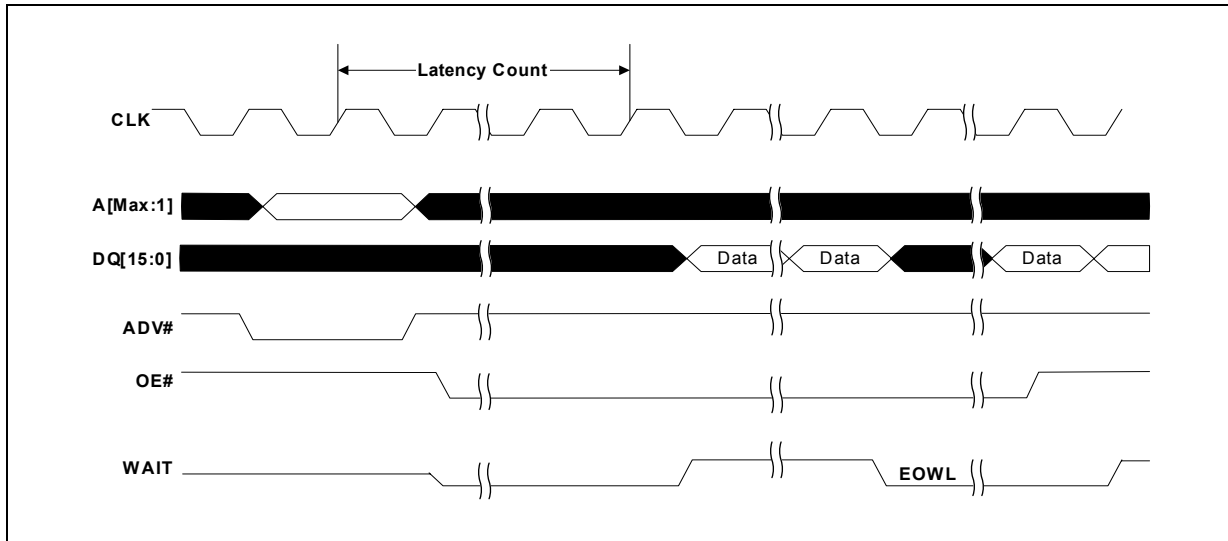 Latency Count
CLK
A[Max:1]
DQ[15:0]
Data
Data
Data
ADV#
OE#
WAIT
EOWL